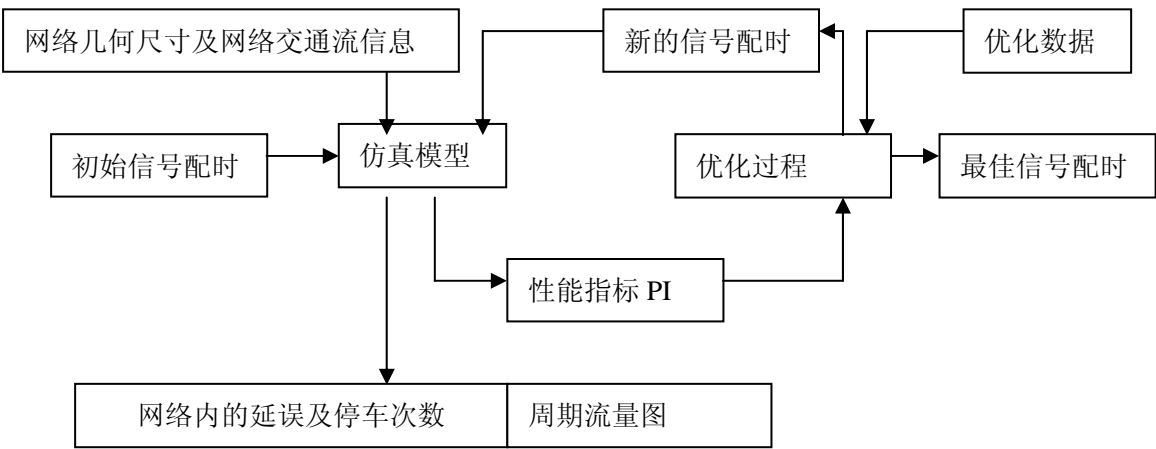 网络几何尺寸及网络交通流信息
新的信号配时
优化数据
初始信号配时
仿真模型
优化过程
最佳信号配时
性能指标 PI
网络内的延误及停车次数
周期流量图